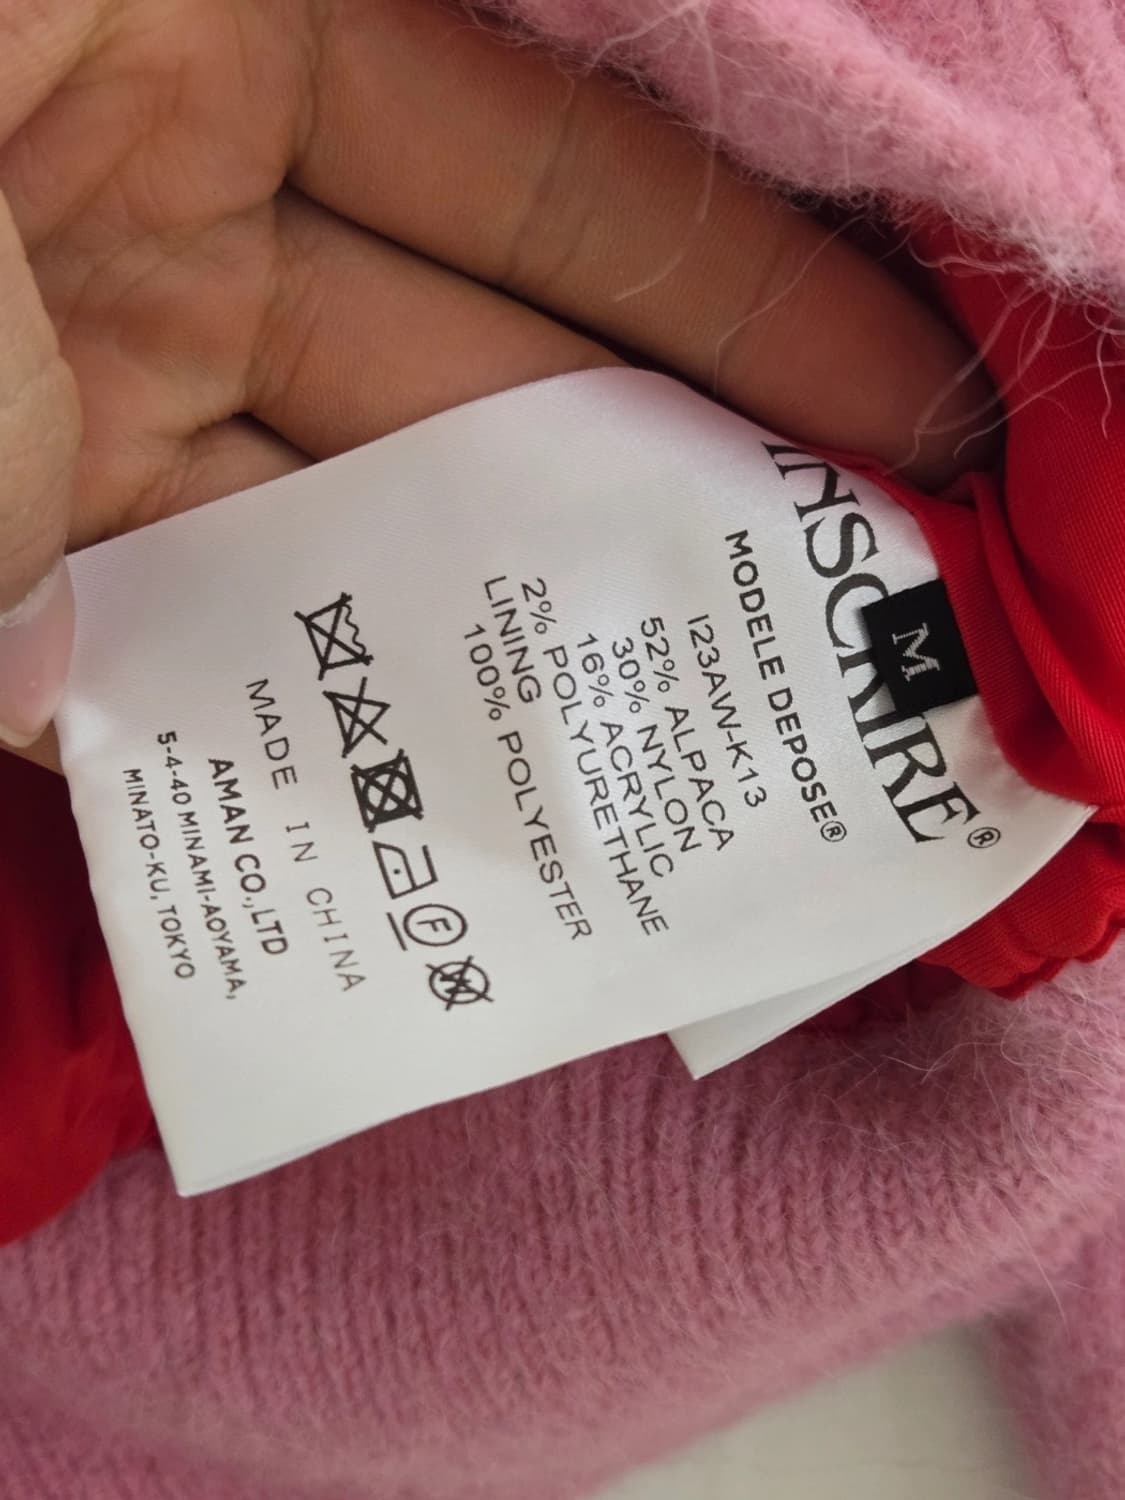 INSCRIRE®
M
MODELE DEPOSE®
I23AW-K13
52% ALPACA
30% NYLON
16% ACRYLIC
2% POLYURETHANE
LINING
100% POLYESTER
F
W
MADE IN CHINA
AMAN CO.,LTD
5-4-40 MINAMI-AOYAMA,
MINATO-KU, TOKYO